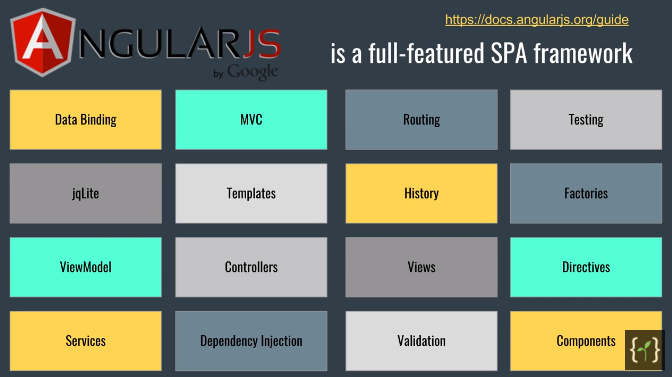 https://docs.angularjs.org/guide
ANGULARJS
by Google
is a full-featured SPA framework
Data Binding
MVC
Routing
Testing
jqLite
Templates
History
Factories
ViewModel
Controllers
Views
Directives
Services
Dependency Injection
Validation
Components
{ }